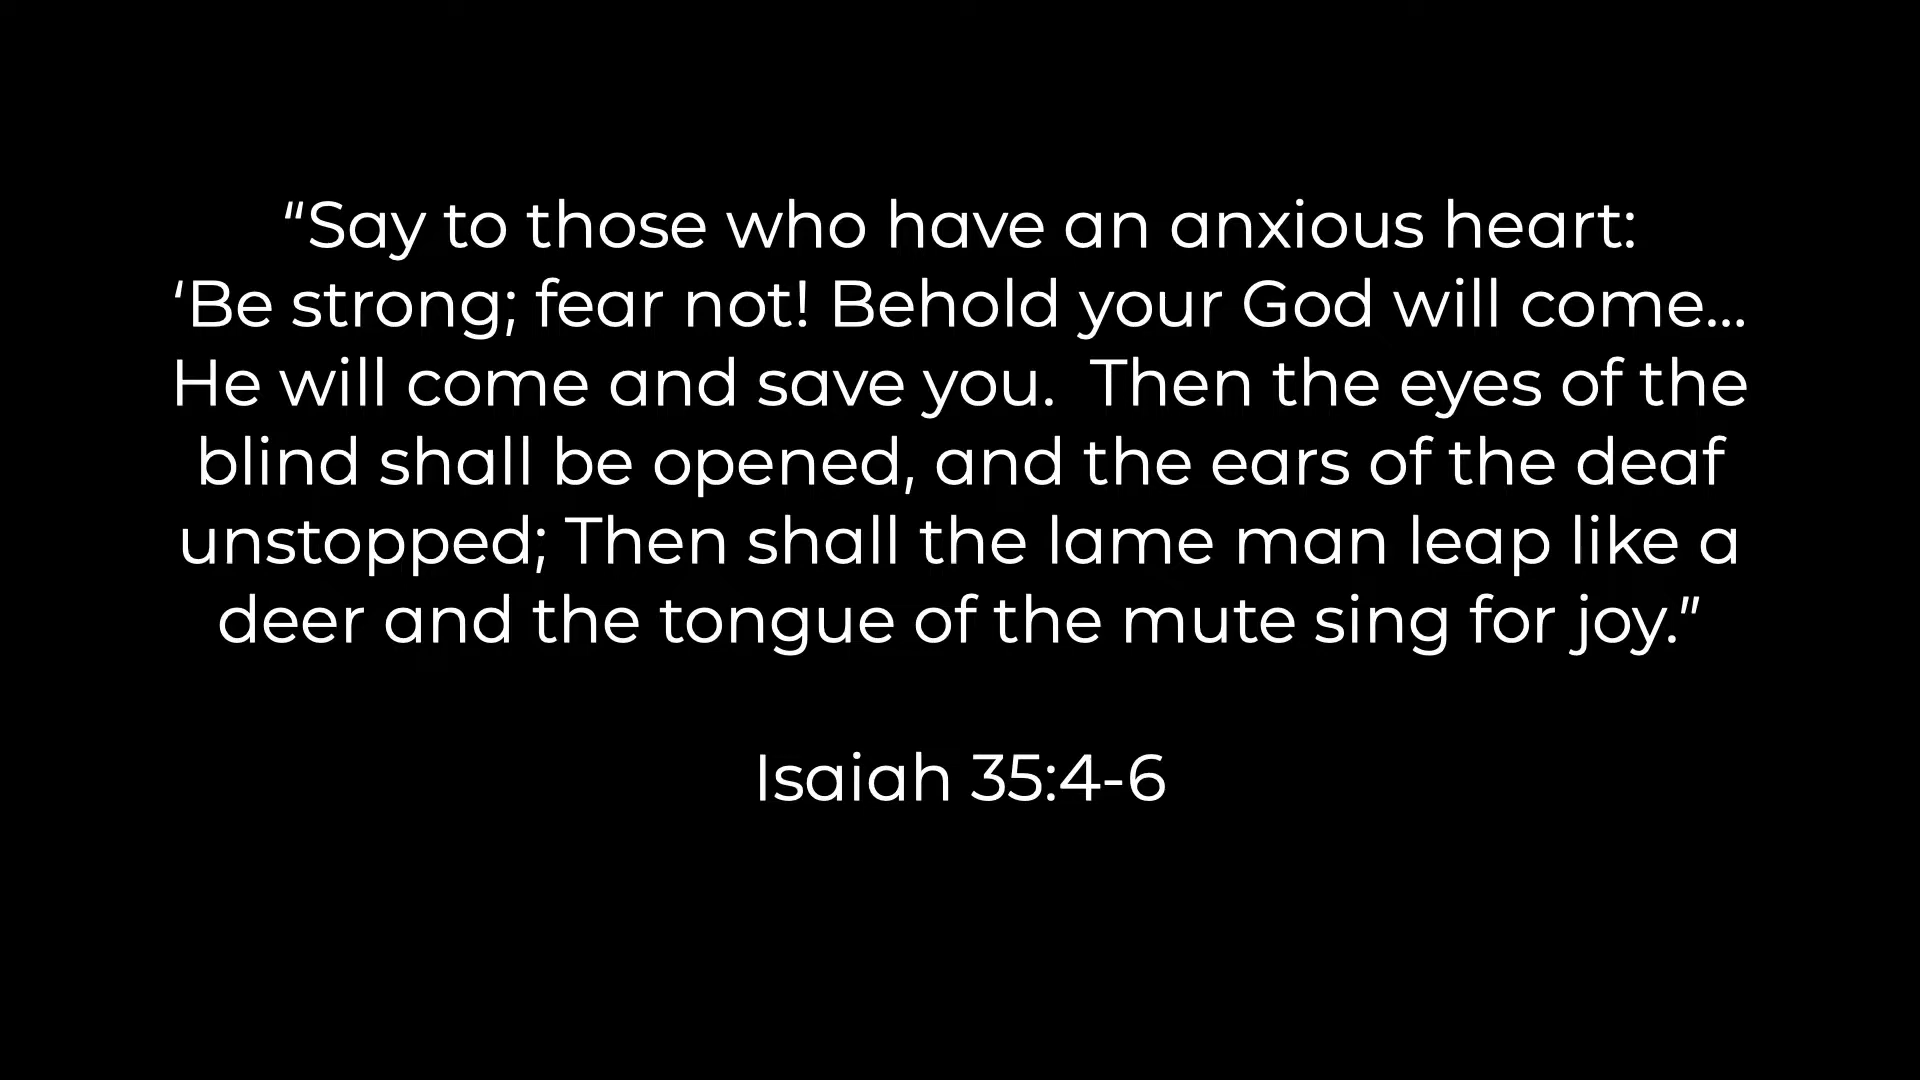 “Say to those who have an anxious heart:
‘Be strong; fear not! Behold your God will come...
He will come and save you.  Then the eyes of the
blind shall be opened, and the ears of the deaf
unstopped; Then shall the lame man leap like a
deer and the tongue of the mute sing for joy.”
Isaiah 35:4-6